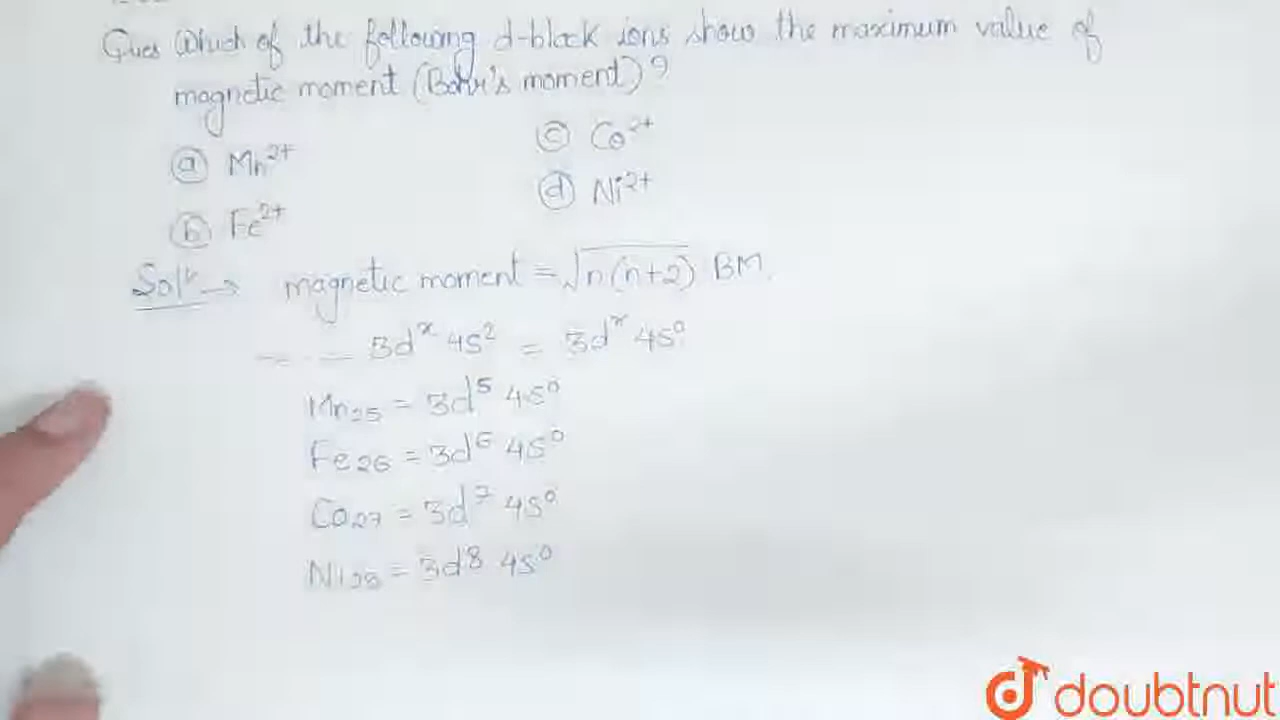 Ques Which of the following d-block ions show the maximum value of
magnetic moment (Bohr's moment)?
(a) Mn²⁺
(c) Co²⁺
(b) Fe²⁺
(d) Ni²⁺
Solⁿ → magnetic moment = √n(n+2) BM.
3dˣ 4s² = 3dˣ 4s⁰
Mn₂₅ = 3d⁵ 4s⁰
Fe₂₆ = 3d⁶ 4s⁰
Co₂₇ = 3d⁷ 4s⁰
Ni₂₈ = 3d⁸ 4s⁰
doubtnut